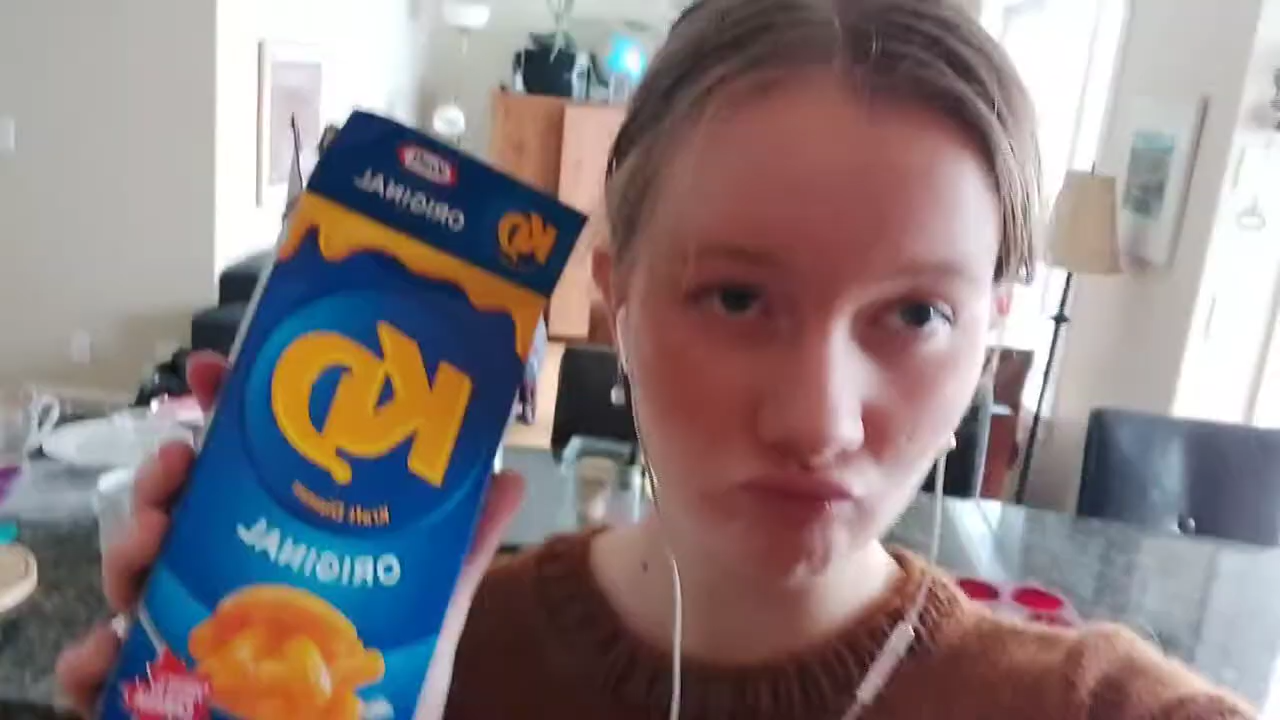 Kraft
ORIGINAL
KD
KD
Kraft Dinner
ORIGINAL